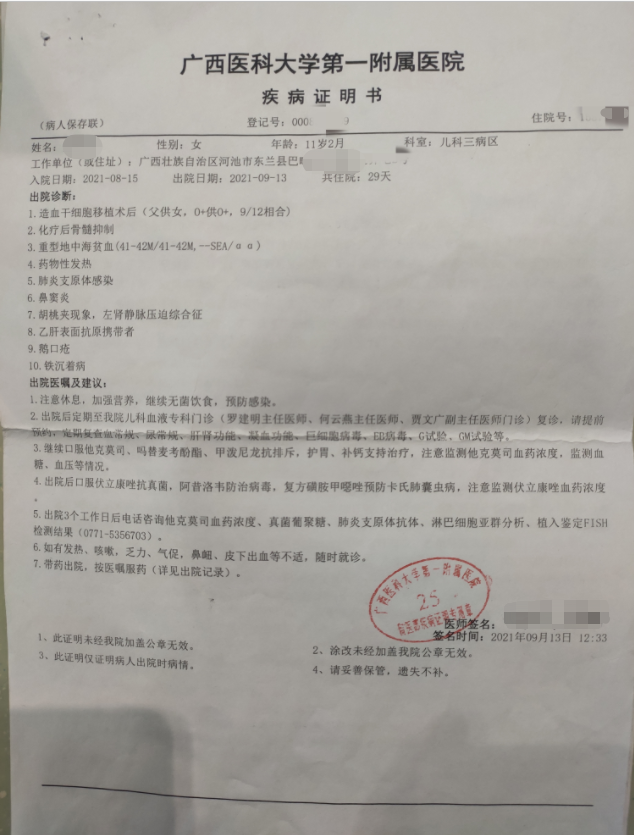 广西医科大学第一附属医院
疾病证明书
(病人保存联) 登记号:000 9 住院号:
姓名: 性别:女 年龄:11岁2月 科室:儿科三病区
工作单位(或住址):广西壮族自治区河池市东兰县巴
入院日期:2021-08-15 出院日期:2021-09-13 共住院:29天
出院诊断:
1.造血干细胞移植术后(父供女,O+供O+,9/12相合)
2.化疗后骨髓抑制
3.重型地中海贫血(41-42M/41-42M,--SEA/αα)
4.药物性发热
5.肺炎支原体感染
6.鼻窦炎
7.胡桃夹现象,左肾静脉压迫综合征
8.乙肝表面抗原携带者
9.鹅口疮
10.铁沉着病
出院医嘱及建议:
1.注意休息,加强营养,继续无菌饮食,预防感染。
2.出院后定期至我院儿科血液专科门诊(罗建明主任医师、何云燕主任医师、贾文广副主任医师门诊)复诊,请提前
预约,定期复查血常规、尿常规、肝肾功能、凝血功能、巨细胞病毒、EB病毒、G试验、GM试验等。
3.继续口服他克莫司、吗替麦考酚酯、甲泼尼龙抗排斥,护胃、补钙支持治疗,注意监测他克莫司血药浓度,监测血
糖、血压等情况。
4.出院后口服伏立康唑抗真菌,阿昔洛韦防治病毒,复方磺胺甲噁唑预防卡氏肺囊虫病,注意监测伏立康唑血药浓度
。
5.出院3个工作日后电话咨询他克莫司血药浓度、真菌葡聚糖、肺炎支原体抗体、淋巴细胞亚群分析、植入鉴定FISH
检测结果(0771-5356703)。
6.如有发热、咳嗽,乏力、气促,鼻衄、皮下出血等不适,随时就诊。
7.带药出院,按医嘱服药(详见出院记录)。
广西医科大学第一附属医院
25
医师签名:
签名时间:2021年09月13日 12:33
1、此证明未经我院加盖公章无效。
2、涂改未经加盖我院公章无效。
3、此证明仅证明病人出院时病情。
4、请妥善保管,遗失不补。